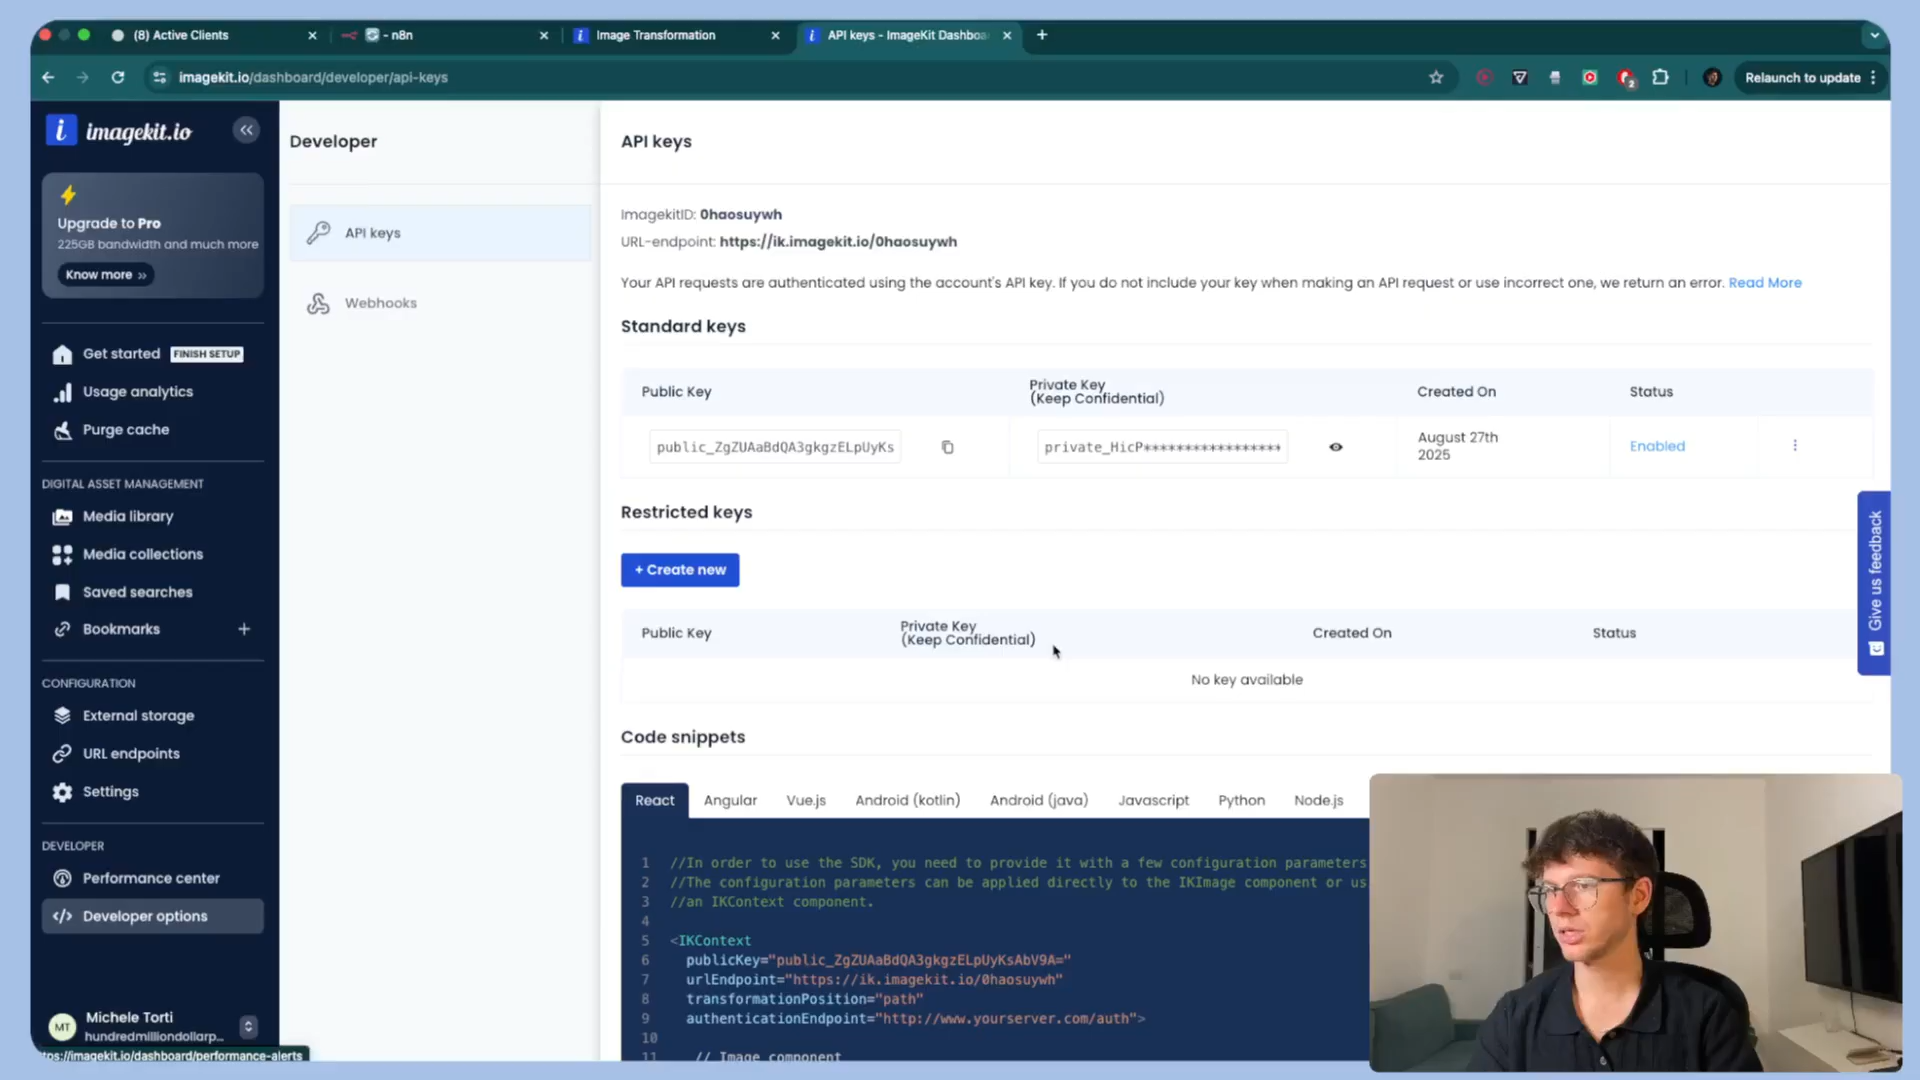 (8) Active Clients
- n8n
Image Transformation
API keys - ImageKit Dashboa
imagekit.io/dashboard/developer/api-keys
Relaunch to update
imagekit.io
Upgrade to Pro
225GB bandwidth and much more
Know more »
Get started FINISH SETUP
Usage analytics
Purge cache
DIGITAL ASSET MANAGEMENT
Media library
Media collections
Saved searches
Bookmarks
CONFIGURATION
External storage
URL endpoints
Settings
DEVELOPER
Performance center
Developer options
MT
Michele Torti
hundredmilliondollarp...
Developer
API keys
Webhooks
API keys
ImagekitID: 0haosuywh
URL-endpoint: https://ik.imagekit.io/0haosuywh
Your API requests are authenticated using the account's API key. If you do not include your key when making an API request or use incorrect one, we return an error. Read More
Standard keys
Public Key
Private Key
(Keep Confidential)
Created On
Status
public_ZgZUAaBdQA3gkgzELpUyKs
private_HicP******************
August 27th
2025
Enabled
Restricted keys
+ Create new
Public Key
Private Key
(Keep Confidential)
Created On
Status
No key available
Code snippets
React
Angular
Vue.js
Android (kotlin)
Android (java)
Javascript
Python
Node.js
1 //In order to use the SDK, you need to provide it with a few configuration parameters
2 //The configuration parameters can be applied directly to the IKImage component or us
3 //an IKContext component.
4
5 <IKContext
6 publicKey="public_ZgZUAaBdQA3gkgzELpUyKsAbV9A="
7 urlEndpoint="https://ik.imagekit.io/0haosuywh"
8 transformationPosition="path"
9 authenticationEndpoint="http://www.yourserver.com/auth">
10
11 // Image component
Give us feedback